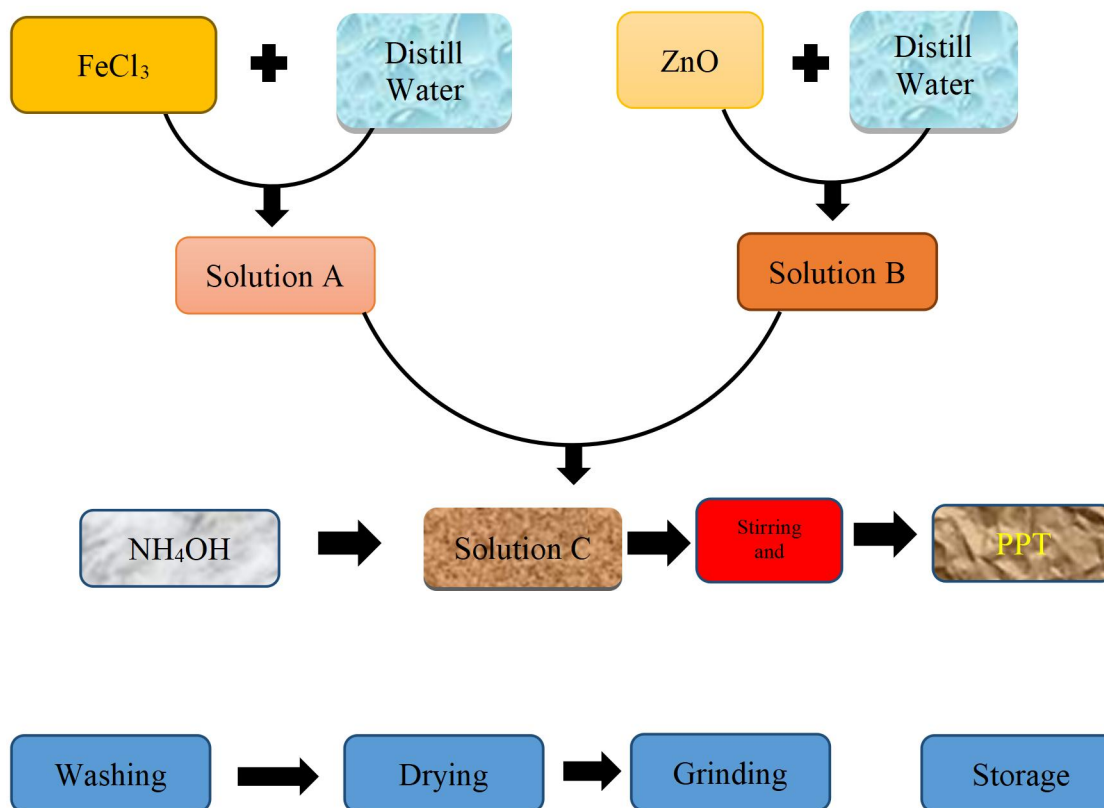 FeCl₃
Distill
Water
ZnO
Distill
Water
Solution A
Solution B
NH₄OH
Solution C
Stirring
and
PPT
Washing
Drying
Grinding
Storage